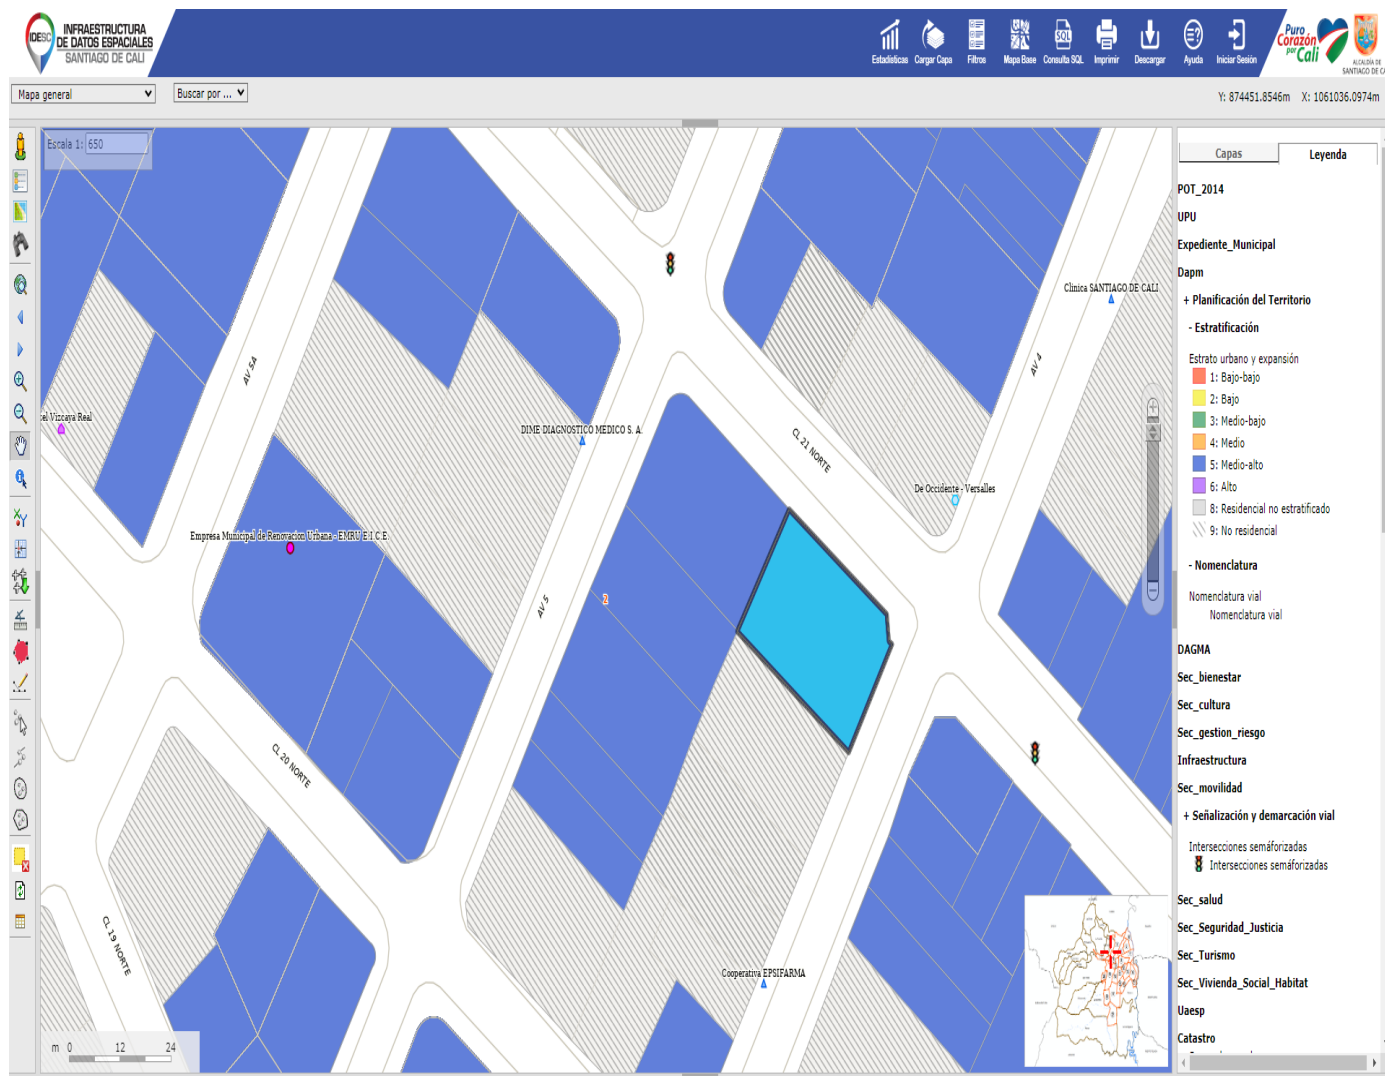 IDESC
INFRAESTRUCTURA
DE DATOS ESPACIALES
SANTIAGO DE CALI
Estadísticas
Cargar Capa
Filtros
Mapa Base
SQL
Consulta SQL
Imprimir
Descargar
Ayuda
Iniciar Sesión
Puro
Corazón
por Cali
ALCALDÍA DE
SANTIAGO DE CA
Mapa general
Buscar por ...
Y: 874451.8546m X: 1061036.0974m
Escala 1: 650
Capas
Leyenda
POT_2014
UPU
Expediente_Municipal
Dapm
+ Planificación del Territorio
- Estratificación
Estrato urbano y expansión
1: Bajo-bajo
2: Bajo
3: Medio-bajo
4: Medio
5: Medio-alto
6: Alto
8: Residencial no estratificado
9: No residencial
- Nomenclatura
Nomenclatura vial
Nomenclatura vial
DAGMA
Sec_bienestar
Sec_cultura
Sec_gestion_riesgo
Infraestructura
Sec_movilidad
+ Señalización y demarcación vial
Intersecciones semáforizadas
Intersecciones semáforizadas
Sec_salud
Sec_Seguridad_Justicia
Sec_Turismo
Sec_Vivienda_Social_Habitat
Uaesp
Catastro
Clinica SANTIAGO DE CALI
AV 5A
AV 4
el Vizcaya Real
DIME DIAGNOSTICO MEDICO S. A.
CL 21 NORTE
De Occidente - Versalles
Empresa Municipal de Renovacion Urbana - EMRU E.I.C.E.
AV 5
2
CL 20 NORTE
CL 19 NORTE
Cooperativa EPSIFARMA
m 0 12 24